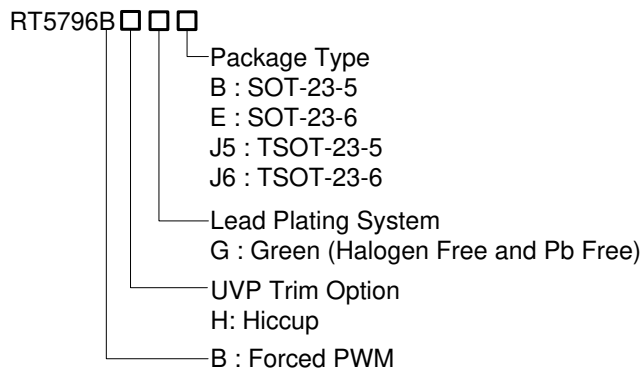 RT5796B□□□
Package Type
B : SOT-23-5
E : SOT-23-6
J5 : TSOT-23-5
J6 : TSOT-23-6
Lead Plating System
G : Green (Halogen Free and Pb Free)
UVP Trim Option
H: Hiccup
B : Forced PWM